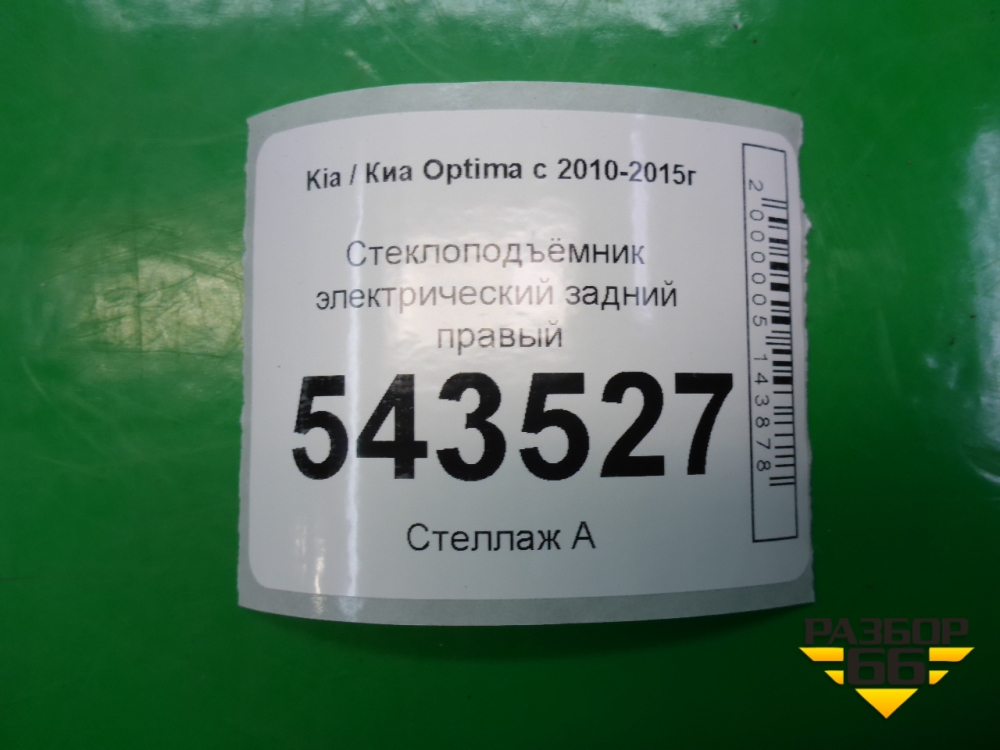 Kia / Киа Optima с 2010-2015г
Стеклоподъёмник
электрический задний
правый
543527
Стеллаж А
2000005143878
РАЗБОР
66